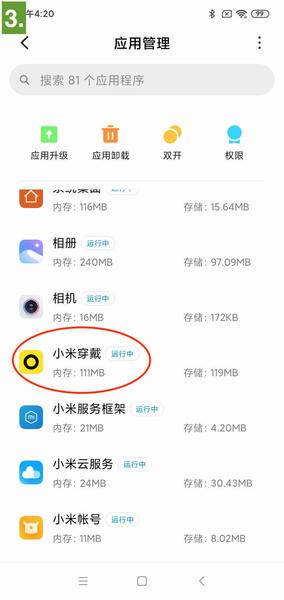 3.
午4:20
99
应用管理
搜索 81 个应用程序
应用升级
应用卸载
双开
权限
系统桌面 运行中
内存：116MB 存储：15.64MB
相册 运行中
内存：240MB 存储：97.09MB
相机 运行中
内存：16MB 存储：172KB
小米穿戴 运行中
内存：111MB 存储：119MB
小米服务框架 运行中
内存：21MB 存储：4.20MB
小米云服务 运行中
内存：24MB 存储：30.43MB
小米帐号 运行中
内存：11MB 存储：8.02MB